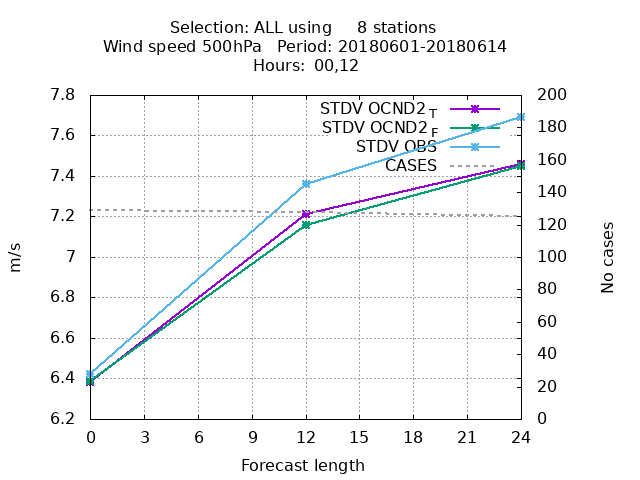 Selection: ALL using     8 stations
Wind speed 500hPa   Period: 20180601-20180614
Hours:  00,12
STDV OCND2 T
STDV OCND2 F
STDV OBS
CASES
7.8
7.6
7.4
7.2
7
6.8
6.6
6.4
6.2
m/s
200
180
160
140
120
100
80
60
40
20
0
No cases
0 3 6 9 12 15 18 21 24
Forecast length